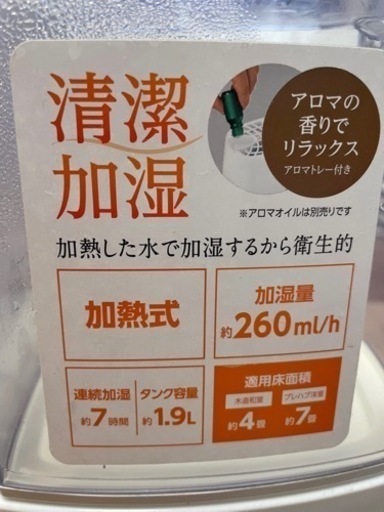 清潔
加湿
アロマの
香りで
リラックス
アロマトレー付き
※アロマオイルは別売りです
加熱した水で加湿するから衛生的
加熱式
加湿量
約260ml/h
連続加湿
約7時間
タンク容量
約1.9L
適用床面積
木造和室
約4畳
プレハブ洋室
約7畳